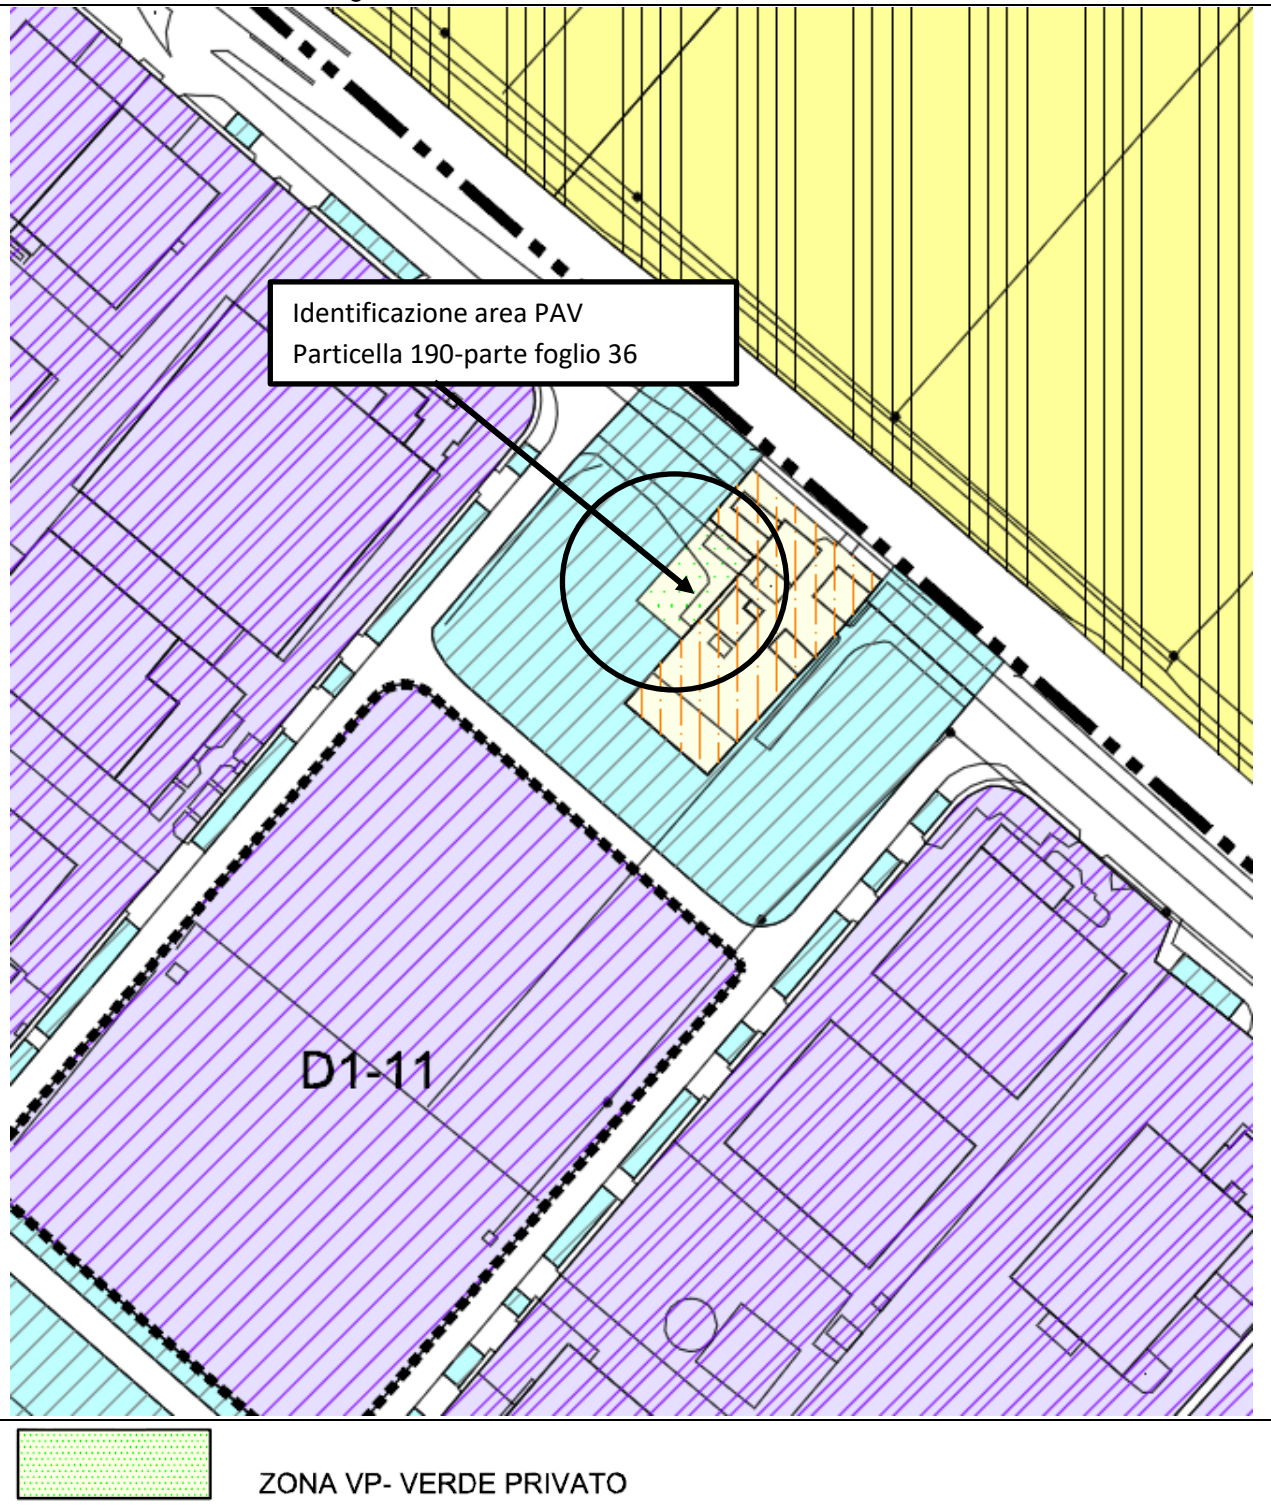 Identificazione area PAV
Particella 190-parte foglio 36
D1-11
ZONA VP- VERDE PRIVATO